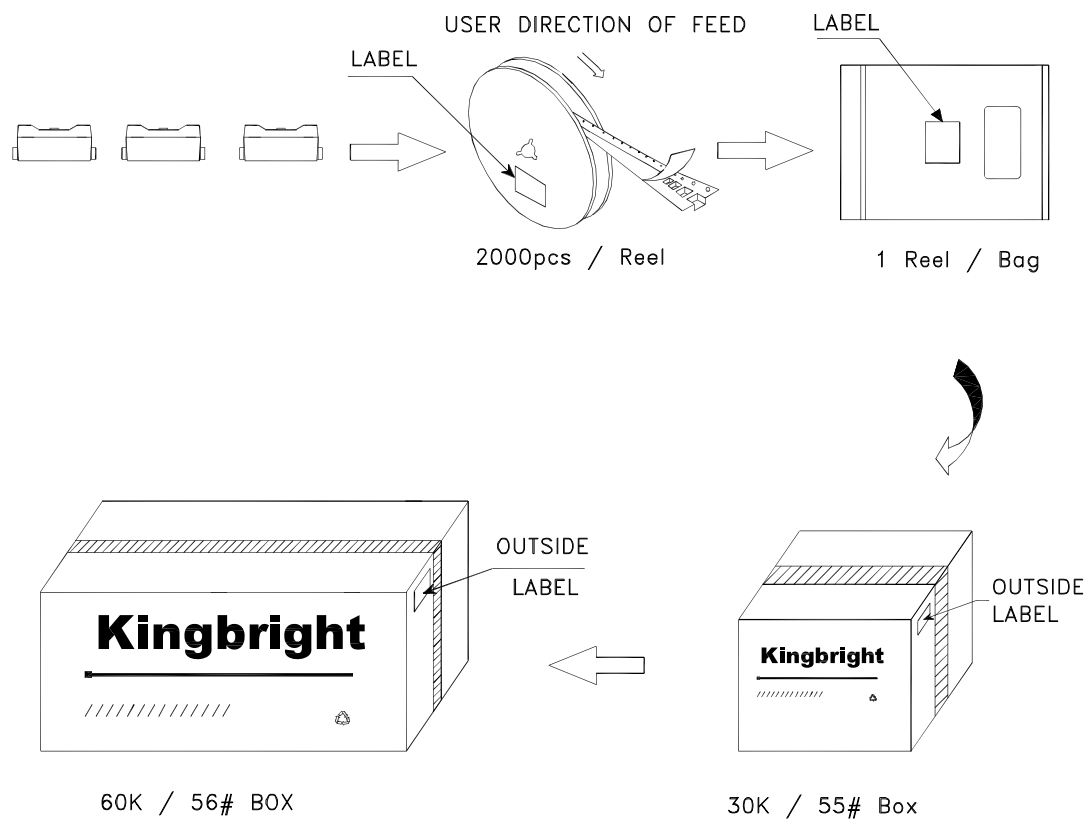 USER DIRECTION OF FEED
LABEL
LABEL
2000pcs / Reel
1 Reel / Bag
OUTSIDE
LABEL
OUTSIDE
LABEL
Kingbright
Kingbright
60K / 56# BOX
30K / 55# Box